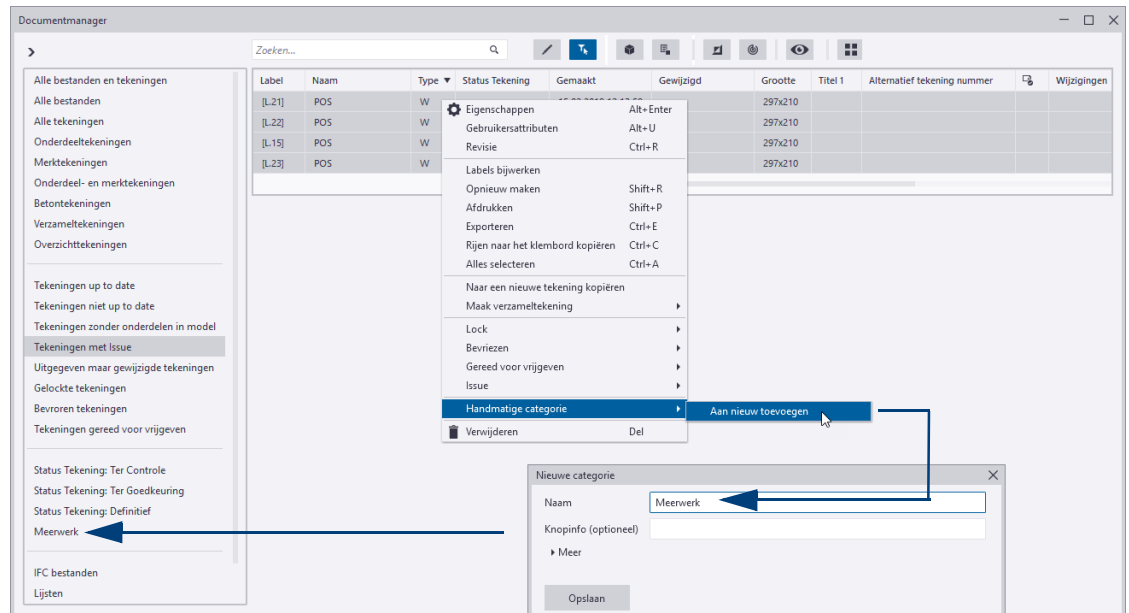 Documentmanager
Zoeken...
Alle bestanden en tekeningen
Alle bestanden
Alle tekeningen
Onderdeeltekeningen
Merktekeningen
Onderdeel- en merktekeningen
Betontekeningen
Verzameltekeningen
Overzichttekeningen
Tekeningen up to date
Tekeningen niet up to date
Tekeningen zonder onderdelen in model
Tekeningen met Issue
Uitgegeven maar gewijzigde tekeningen
Gelockte tekeningen
Bevroren tekeningen
Tekeningen gereed voor vrijgeven
Status Tekening: Ter Controle
Status Tekening: Ter Goedkeuring
Status Tekening: Definitief
Meerwerk
IFC bestanden
Lijsten
Label Naam Type Status Tekening Gemaakt Gewijzigd Grootte Titel 1 Alternatief tekening nummer Wijzigingen
[L.21] POS W 297x210
[L.22] POS W 297x210
[L.15] POS W 297x210
[L.23] POS W 297x210
Eigenschappen Alt+Enter
Gebruikersattributen Alt+U
Revisie Ctrl+R
Labels bijwerken
Opnieuw maken Shift+R
Afdrukken Shift+P
Exporteren Ctrl+E
Rijen naar het klembord kopiëren Ctrl+C
Alles selecteren Ctrl+A
Naar een nieuwe tekening kopiëren
Maak verzameltekening
Lock
Bevriezen
Gereed voor vrijgeven
Issue
Handmatige categorie Aan nieuw toevoegen
Verwijderen Del
Nieuwe categorie
Naam Meerwerk
Knopinfo (optioneel)
Meer
Opslaan